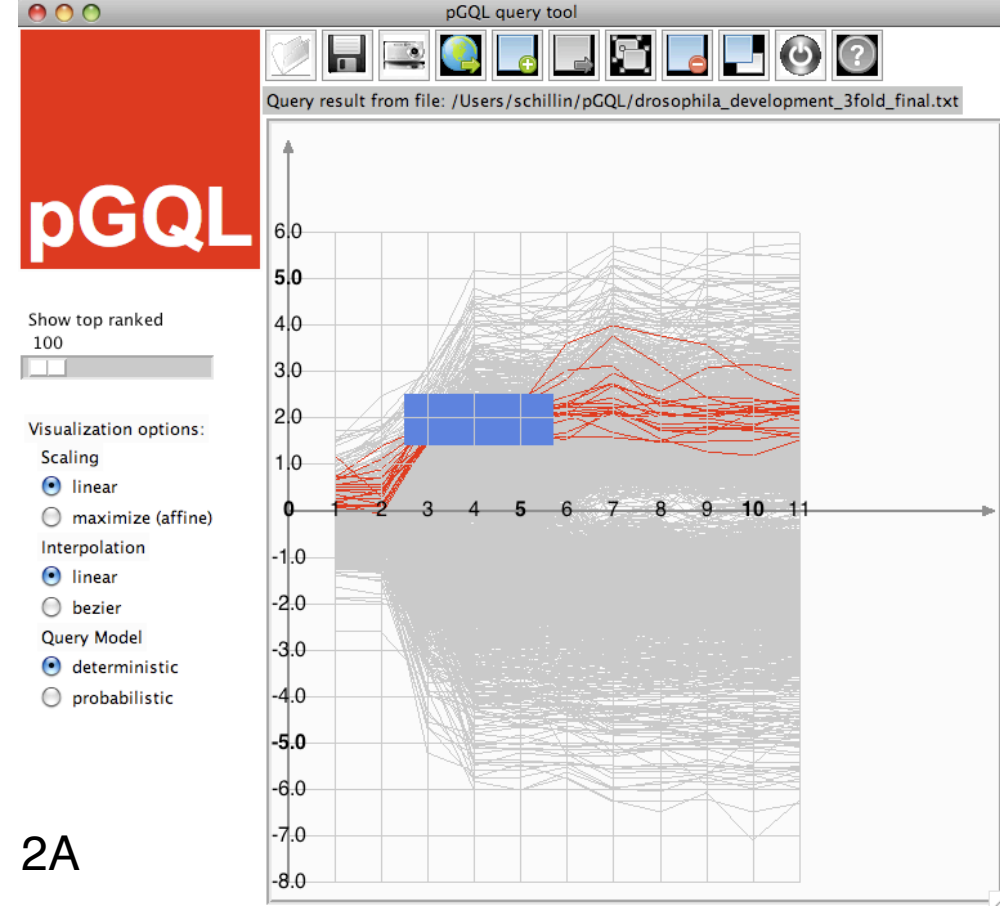 pGQL query tool
Query result from file: /Users/schillin/pGQL/drosophila_development_3fold_final.txt
pGQL
Show top ranked
100
Visualization options:
Scaling
linear
maximize (affine)
Interpolation
linear
bezier
Query Model
deterministic
probabilistic
2A
6.0
5.0
4.0
3.0
2.0
1.0
0 1 2 3 4 5 6 7 8 9 10 11
-1.0
-2.0
-3.0
-4.0
-5.0
-6.0
-7.0
-8.0
?